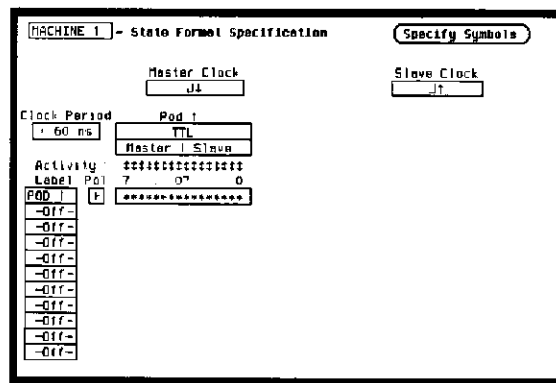 MACHINE 1 - State Format Specification Specify Symbols
Master Clock Slave Clock
J↓ J↑
Clock Period Pod 1
60 ns TTL
Master | Slave
Activity ‡‡‡‡‡‡‡‡‡‡‡‡‡‡‡‡
Label Pol 7 . 07 0
POD 1 ****************
-Off-
-Off-
-Off-
-Off-
-Off-
-Off-
-Off-
-Off-
-Off-
-Off-